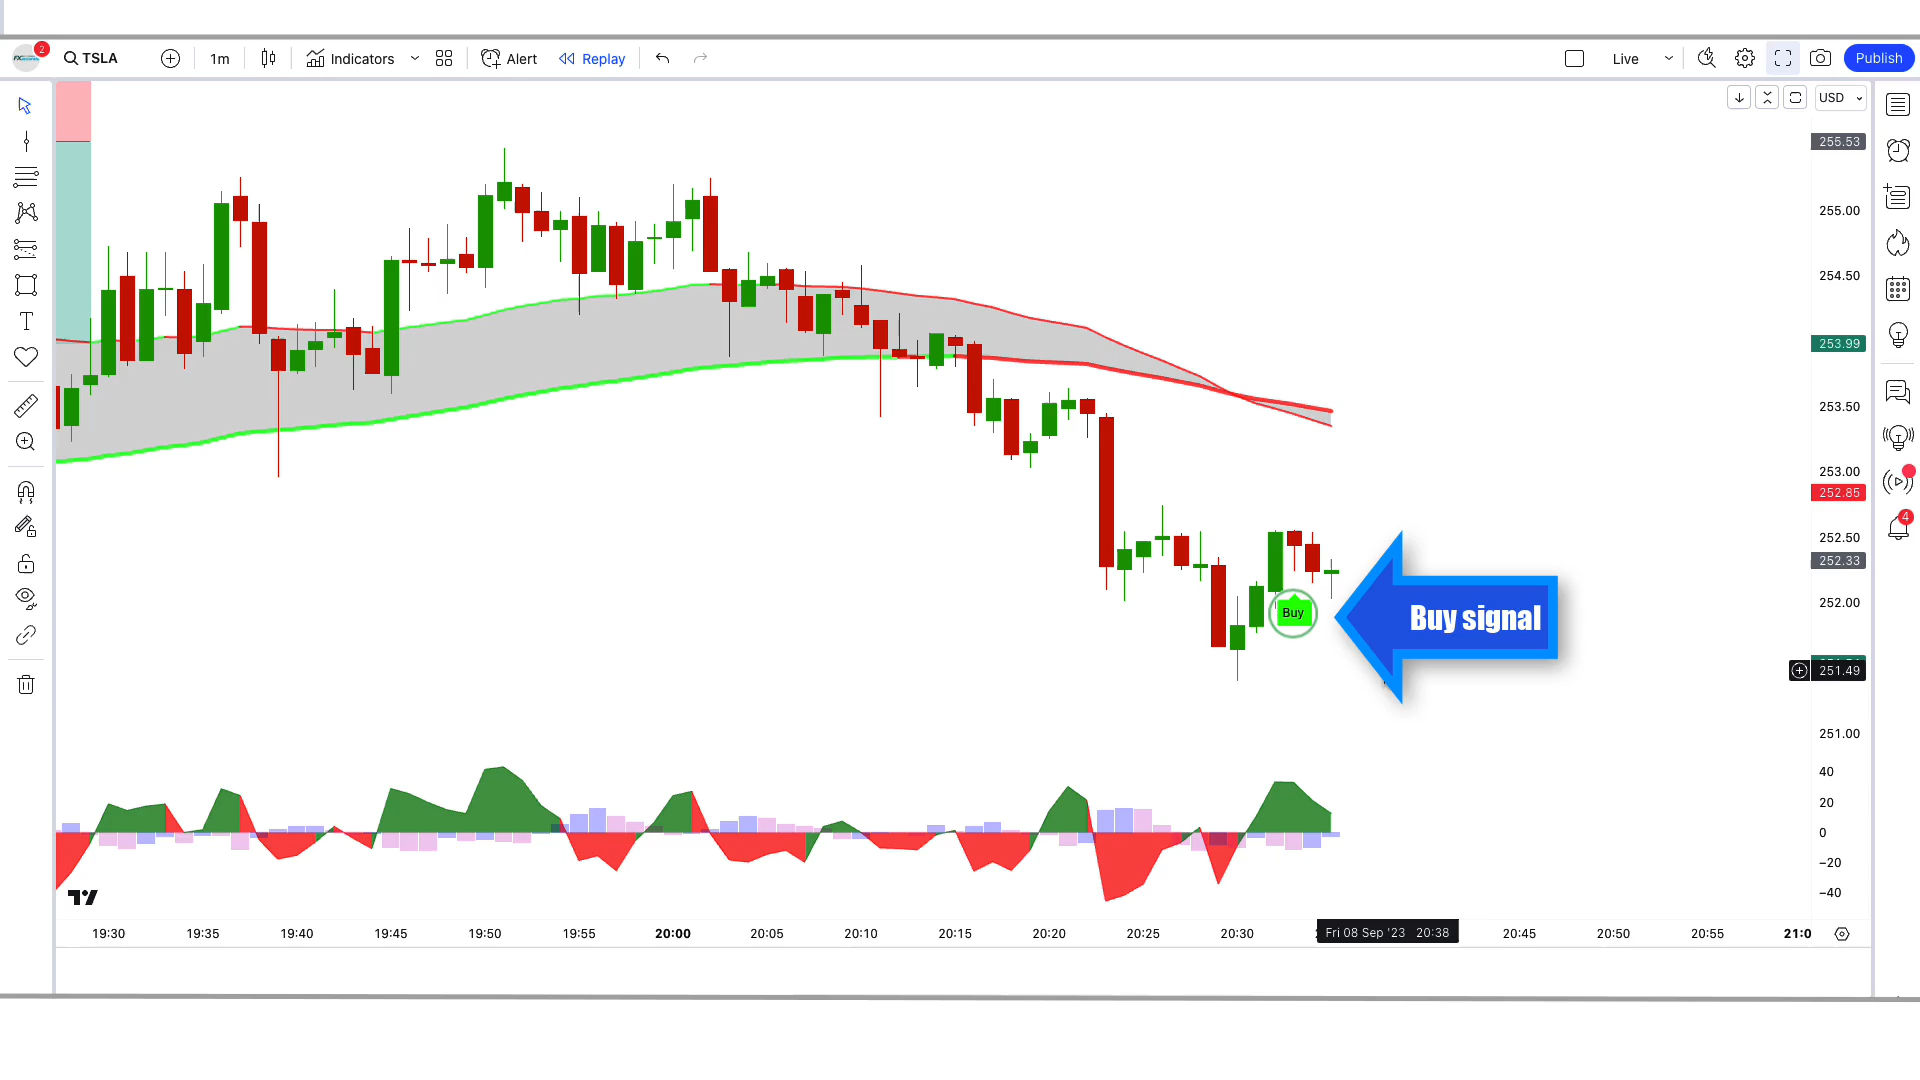 2
TSLA
1m
Indicators
Alert
Replay
Live
Publish
USD
255.53
255.00
254.50
253.99
253.50
253.00
252.85
252.50
252.33
252.00
251.49
251.00
Buy
Buy signal
4
40
20
0
−20
−40
19:30 19:35 19:40 19:45 19:50 19:55 20:00 20:05 20:10 20:15 20:20 20:25 20:30 Fri 08 Sep '23 20:38 20:45 20:50 20:55 21:0